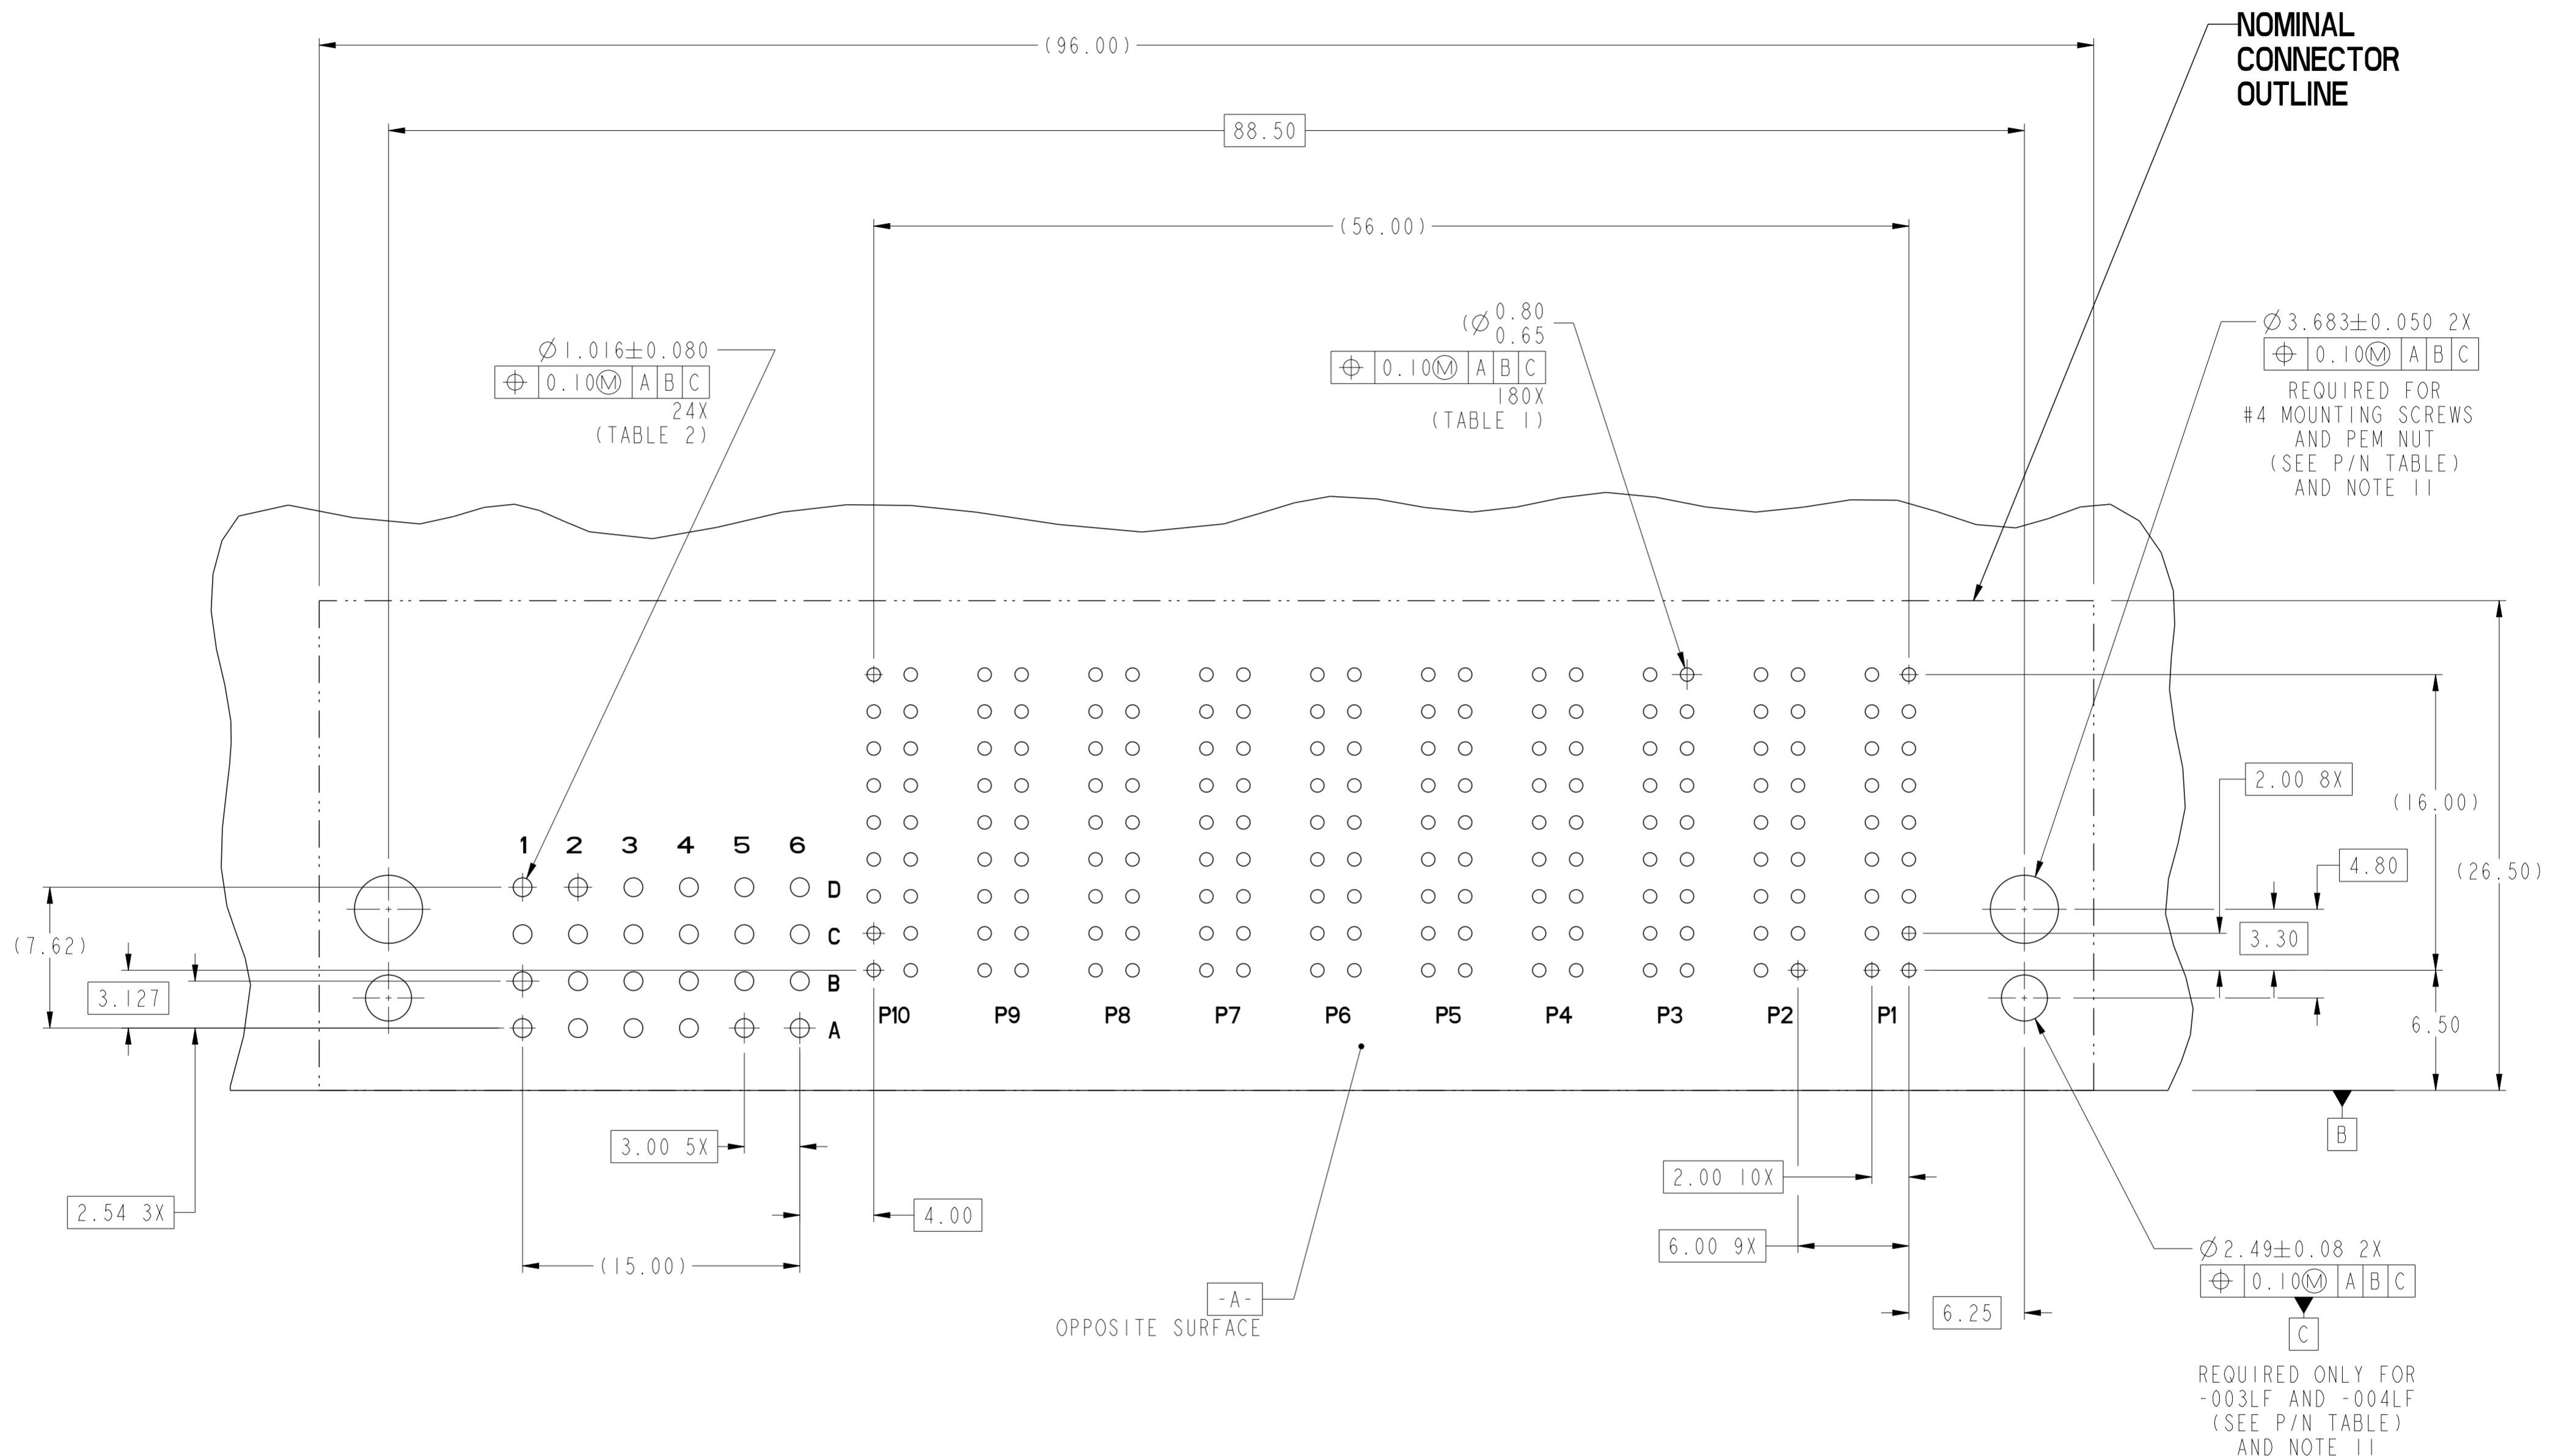 NOMINAL
CONNECTOR
OUTLINE
(96.00)
88.50
(56.00)
Ø1.016±0.080
⌖ 0.10Ⓜ A B C
24X
(TABLE 2)
(Ø 0.80
0.65
⌖ 0.10Ⓜ A B C
180X
(TABLE 1)
Ø3.683±0.050 2X
⌖ 0.10Ⓜ A B C
REQUIRED FOR
#4 MOUNTING SCREWS
AND PEM NUT
(SEE P/N TABLE)
AND NOTE 11
2.00 8X
(16.00)
4.80
(26.50)
3.30
6.50
1 2 3 4 5 6
D
C
B
A
(7.62)
3.127
P10 P9 P8 P7 P6 P5 P4 P3 P2 P1
B
3.00 5X
2.54 3X
4.00
(15.00)
2.00 10X
6.00 9X
6.25
-A-
OPPOSITE SURFACE
Ø2.49±0.08 2X
⌖ 0.10Ⓜ A B C
C
REQUIRED ONLY FOR
-003LF AND -004LF
(SEE P/N TABLE)
AND NOTE 11